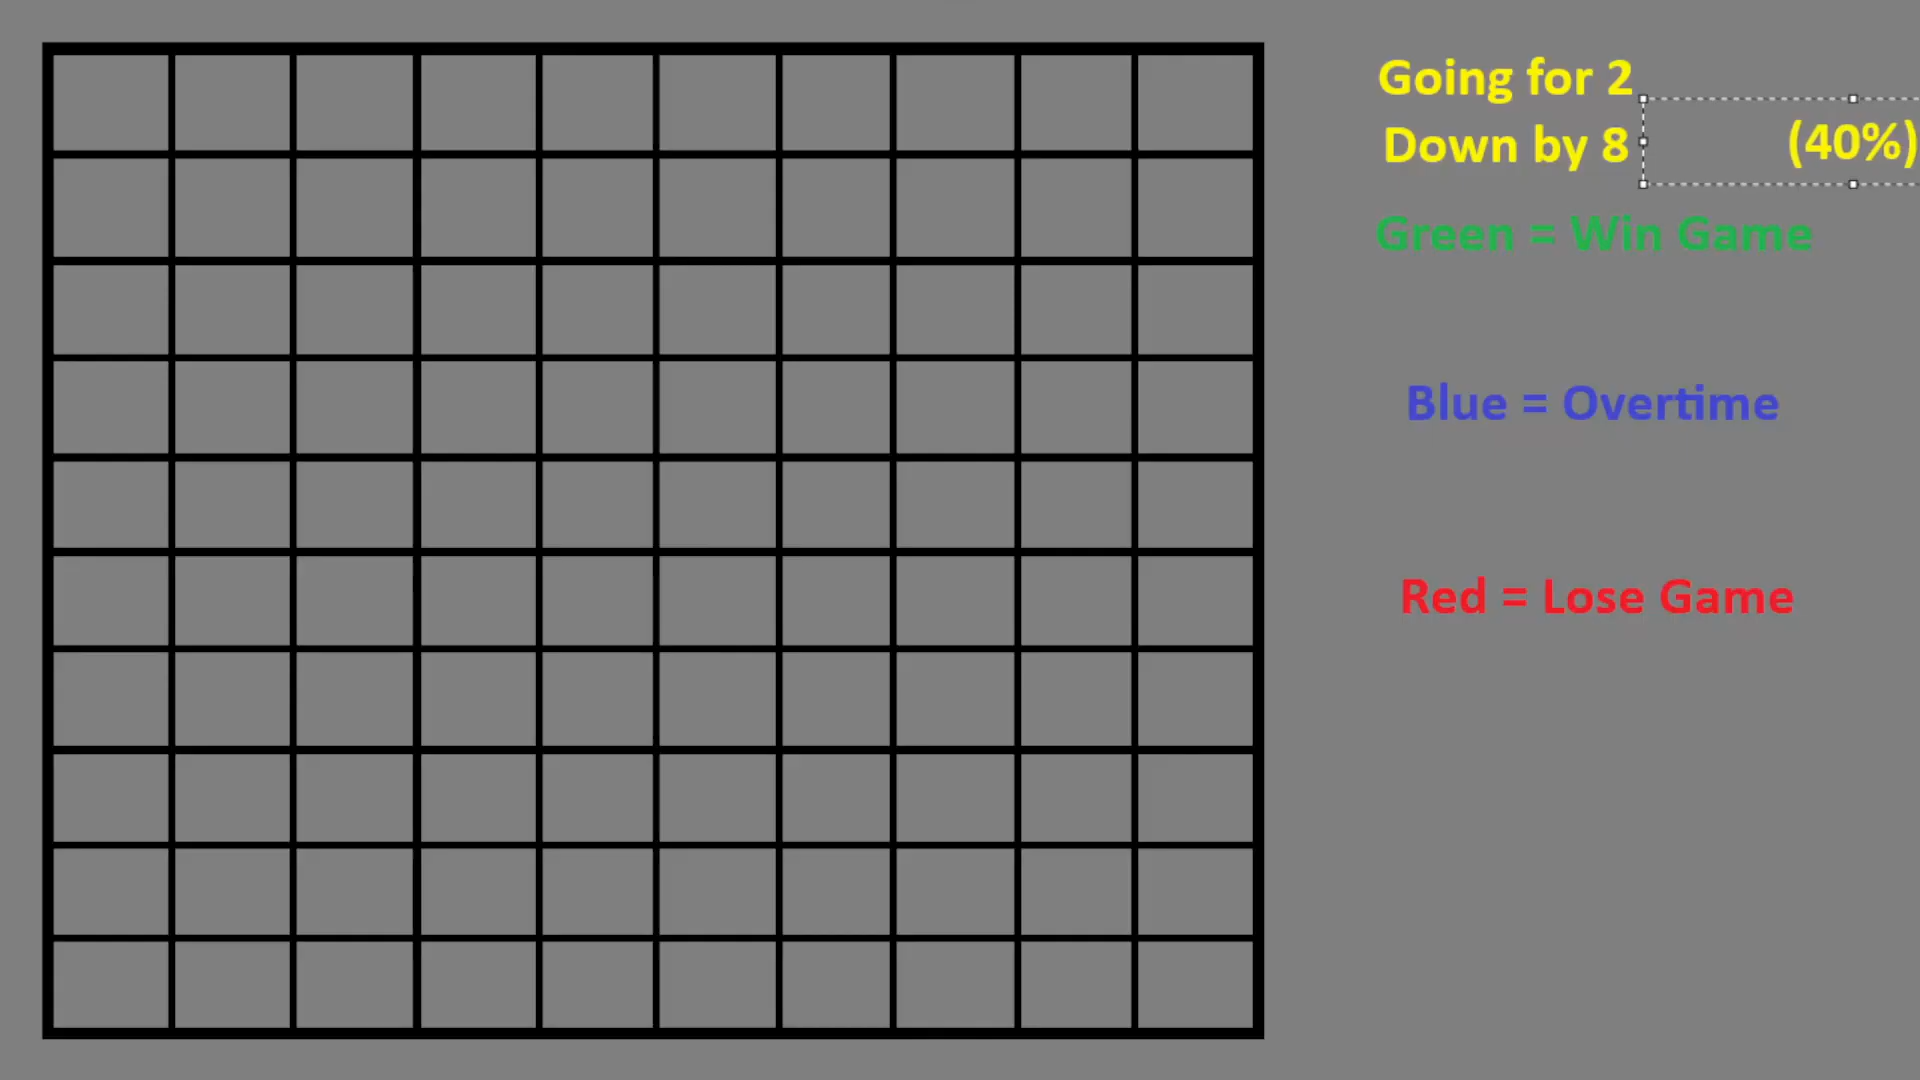 Going for 2
Down by 8 (40%)
Green = Win Game
Blue = Overtime
Red = Lose Game